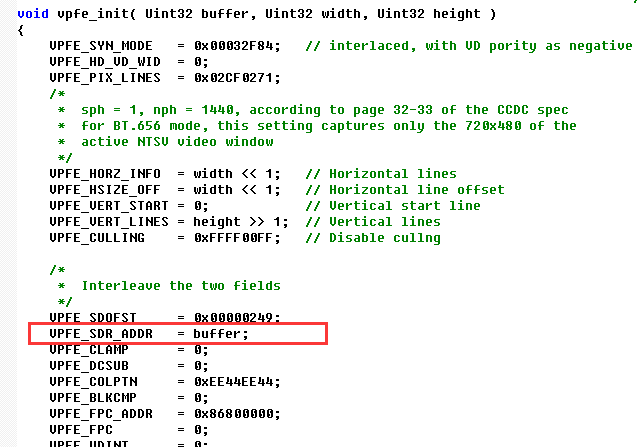 void vpfe_init( Uint32 buffer, Uint32 width, Uint32 height )
{
VPFE_SYN_MODE = 0x00032F84; // interlaced, with VD pority as negative
VPFE_HD_VD_WID = 0;
VPFE_PIX_LINES = 0x02CF0271;
/*
* sph = 1, nph = 1440, according to page 32-33 of the CCDC spec
* for BT.656 mode, this setting captures only the 720x480 of the
* active NTSV video window
*/
VPFE_HORZ_INFO = width << 1; // Horizontal lines
VPFE_HSIZE_OFF = width << 1; // Horizontal line offset
VPFE_VERT_START = 0; // Vertical start line
VPFE_VERT_LINES = height >> 1; // Vertical lines
VPFE_CULLING = 0xFFFF00FF; // Disable cullng
/*
* Interleave the two fields
*/
VPFE_SDOFST = 0x00000249;
VPFE_SDR_ADDR = buffer;
VPFE_CLAMP = 0;
VPFE_DCSUB = 0;
VPFE_COLPTN = 0xEE44EE44;
VPFE_BLKCMP = 0;
VPFE_FPC_ADDR = 0x86800000;
VPFE_FPC = 0;
VPFE_VDINT = 0;